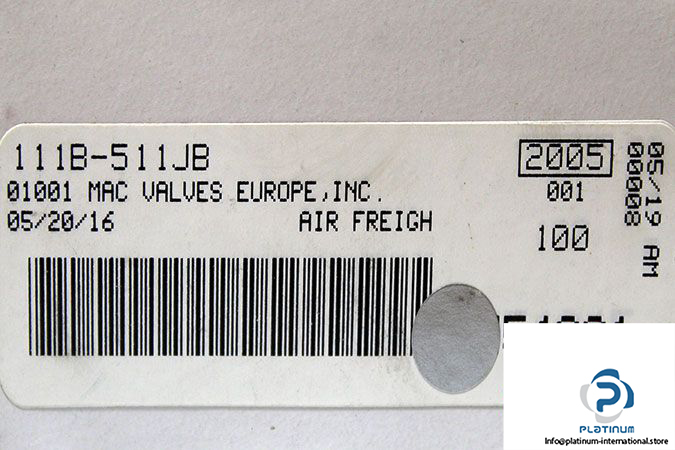 111B-511JB
2005
01001 MAC VALVES EUROPE,INC.
001
05/20/16
AIR FREIGH
100
05/19 AM
00008
PLATINUM
Info@platinum-international.store